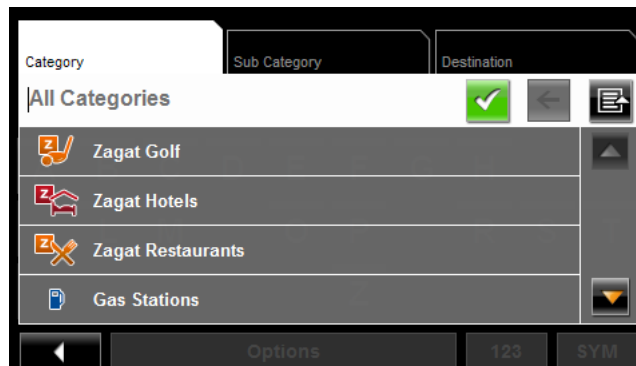 Category
Sub Category
Destination
All Categories
Z Zagat Golf
Z Zagat Hotels
Z Zagat Restaurants
Gas Stations
Options
123
SYM